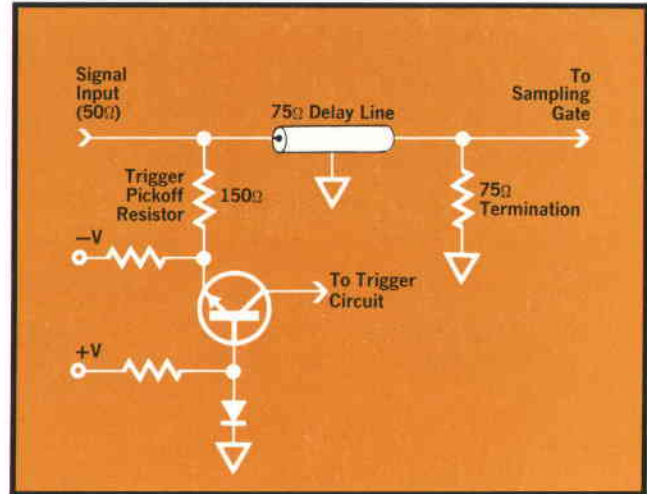 Signal
Input
(50Ω)
To
Sampling
Gate
75Ω Delay Line
Trigger
Pickoff
Resistor
150Ω
75Ω
Termination
—V
To Trigger
Circuit
+V